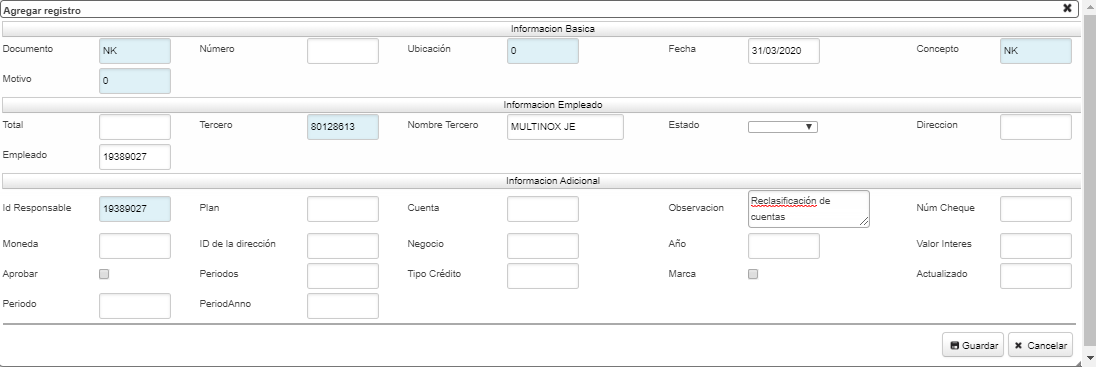 Agregar registro
Informacion Basica
Documento NK Número Ubicación 0 Fecha 31/03/2020 Concepto NK
Motivo 0
Informacion Empleado
Total Tercero 80128613 Nombre Tercero MULTINOX JE Estado Direccion
Empleado 19389027
Informacion Adicional
Id Responsable 19389027 Plan Cuenta Observacion Reclasificación de Núm Cheque
cuentas
Moneda ID de la dirección Negocio Año Valor Interes
Aprobar Periodos Tipo Crédito Marca Actualizado
Periodo PeriodAnno
Guardar Cancelar